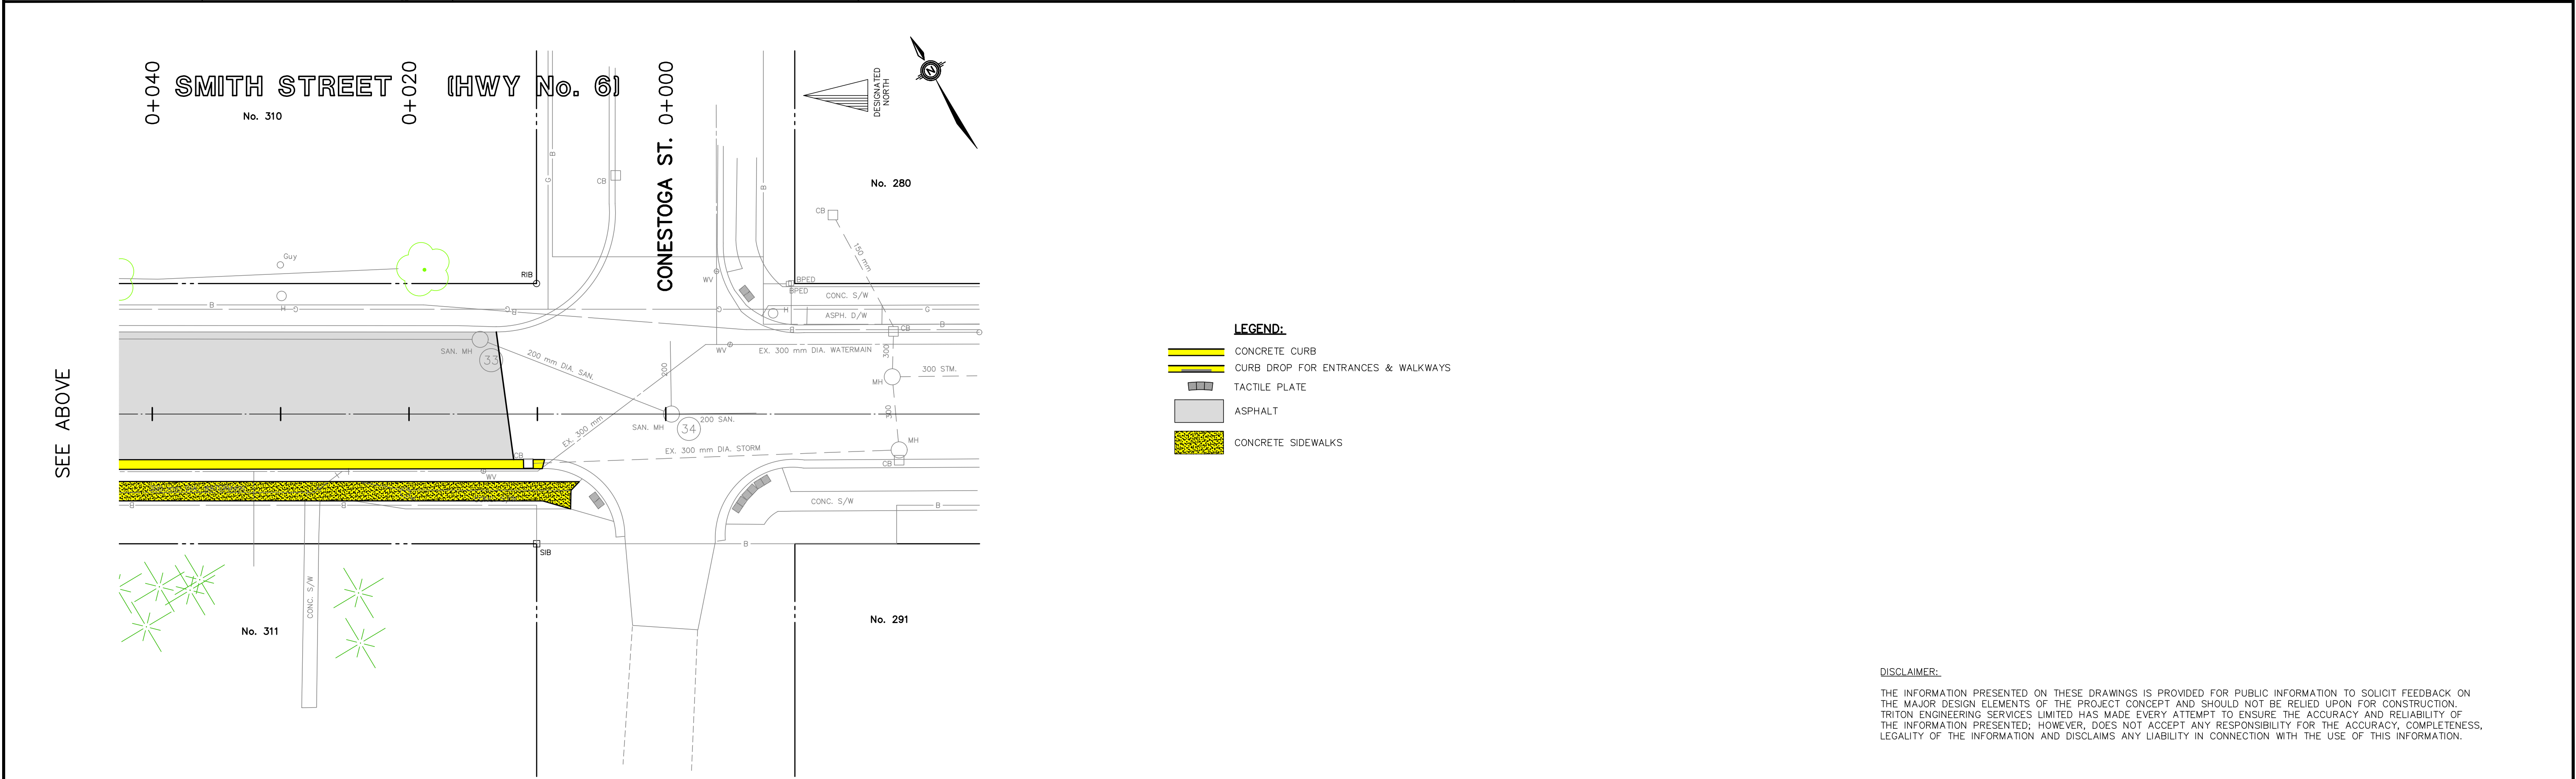 0+040
SMITH STREET
0+020
(HWY No. 6)
0+000
CONESTOGA ST.
DESIGNATED
NORTH
N
No. 310
No. 280
B
G
CB
B
CB
150 mm
Guy
RIB
WV
BPED
BPED
CONC. S/W
B
H
G
G
B
G
H
G
ASPH. D/W
B
B
CB
SAN. MH
33
200 mm DIA. SAN.
200
WV
EX. 300 mm DIA. WATERMAIN
300
300 STM.
MH
SEE ABOVE
EX. 300 mm
SAN. MH
34
200 SAN.
300
MH
EX. 300 mm DIA. STORM
CB
CB
WV
B
B
CONC. S/W
B
B
SIB
CONC. S/W
No. 311
No. 291
LEGEND:
CONCRETE CURB
CURB DROP FOR ENTRANCES & WALKWAYS
TACTILE PLATE
ASPHALT
CONCRETE SIDEWALKS
DISCLAIMER:
THE INFORMATION PRESENTED ON THESE DRAWINGS IS PROVIDED FOR PUBLIC INFORMATION TO SOLICIT FEEDBACK ON
THE MAJOR DESIGN ELEMENTS OF THE PROJECT CONCEPT AND SHOULD NOT BE RELIED UPON FOR CONSTRUCTION.
TRITON ENGINEERING SERVICES LIMITED HAS MADE EVERY ATTEMPT TO ENSURE THE ACCURACY AND RELIABILITY OF
THE INFORMATION PRESENTED; HOWEVER, DOES NOT ACCEPT ANY RESPONSIBILITY FOR THE ACCURACY, COMPLETENESS,
LEGALITY OF THE INFORMATION AND DISCLAIMS ANY LIABILITY IN CONNECTION WITH THE USE OF THIS INFORMATION.